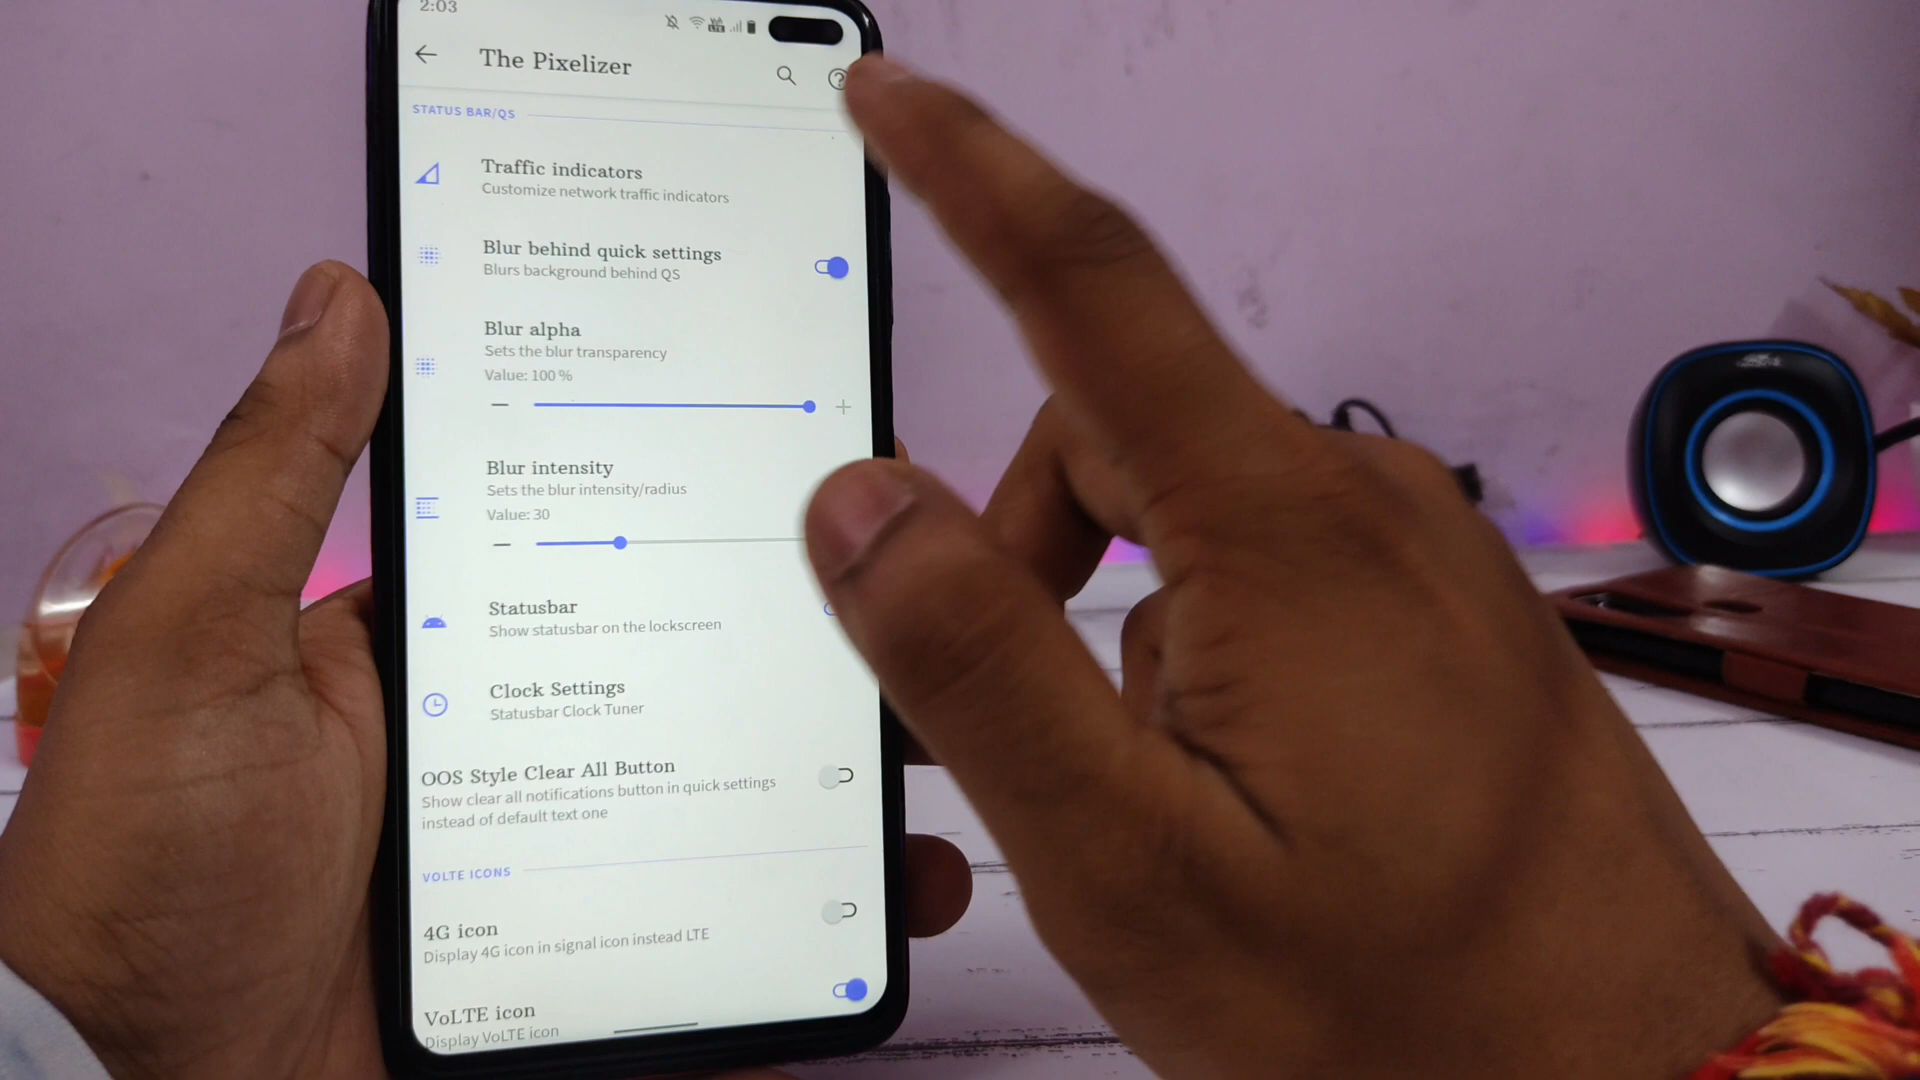 2:03
The Pixelizer
STATUS BAR/QS
Traffic indicators
Customize network traffic indicators
Blur behind quick settings
Blurs background behind QS
Blur alpha
Sets the blur transparency
Value: 100 %
Blur intensity
Sets the blur intensity/radius
Value: 30
Statusbar
Show statusbar on the lockscreen
Clock Settings
Statusbar Clock Tuner
OOS Style Clear All Button
Show clear all notifications button in quick settings
instead of default text one
VOLTE ICONS
4G icon
Display 4G icon in signal icon instead LTE
VoLTE icon
Display VoLTE icon